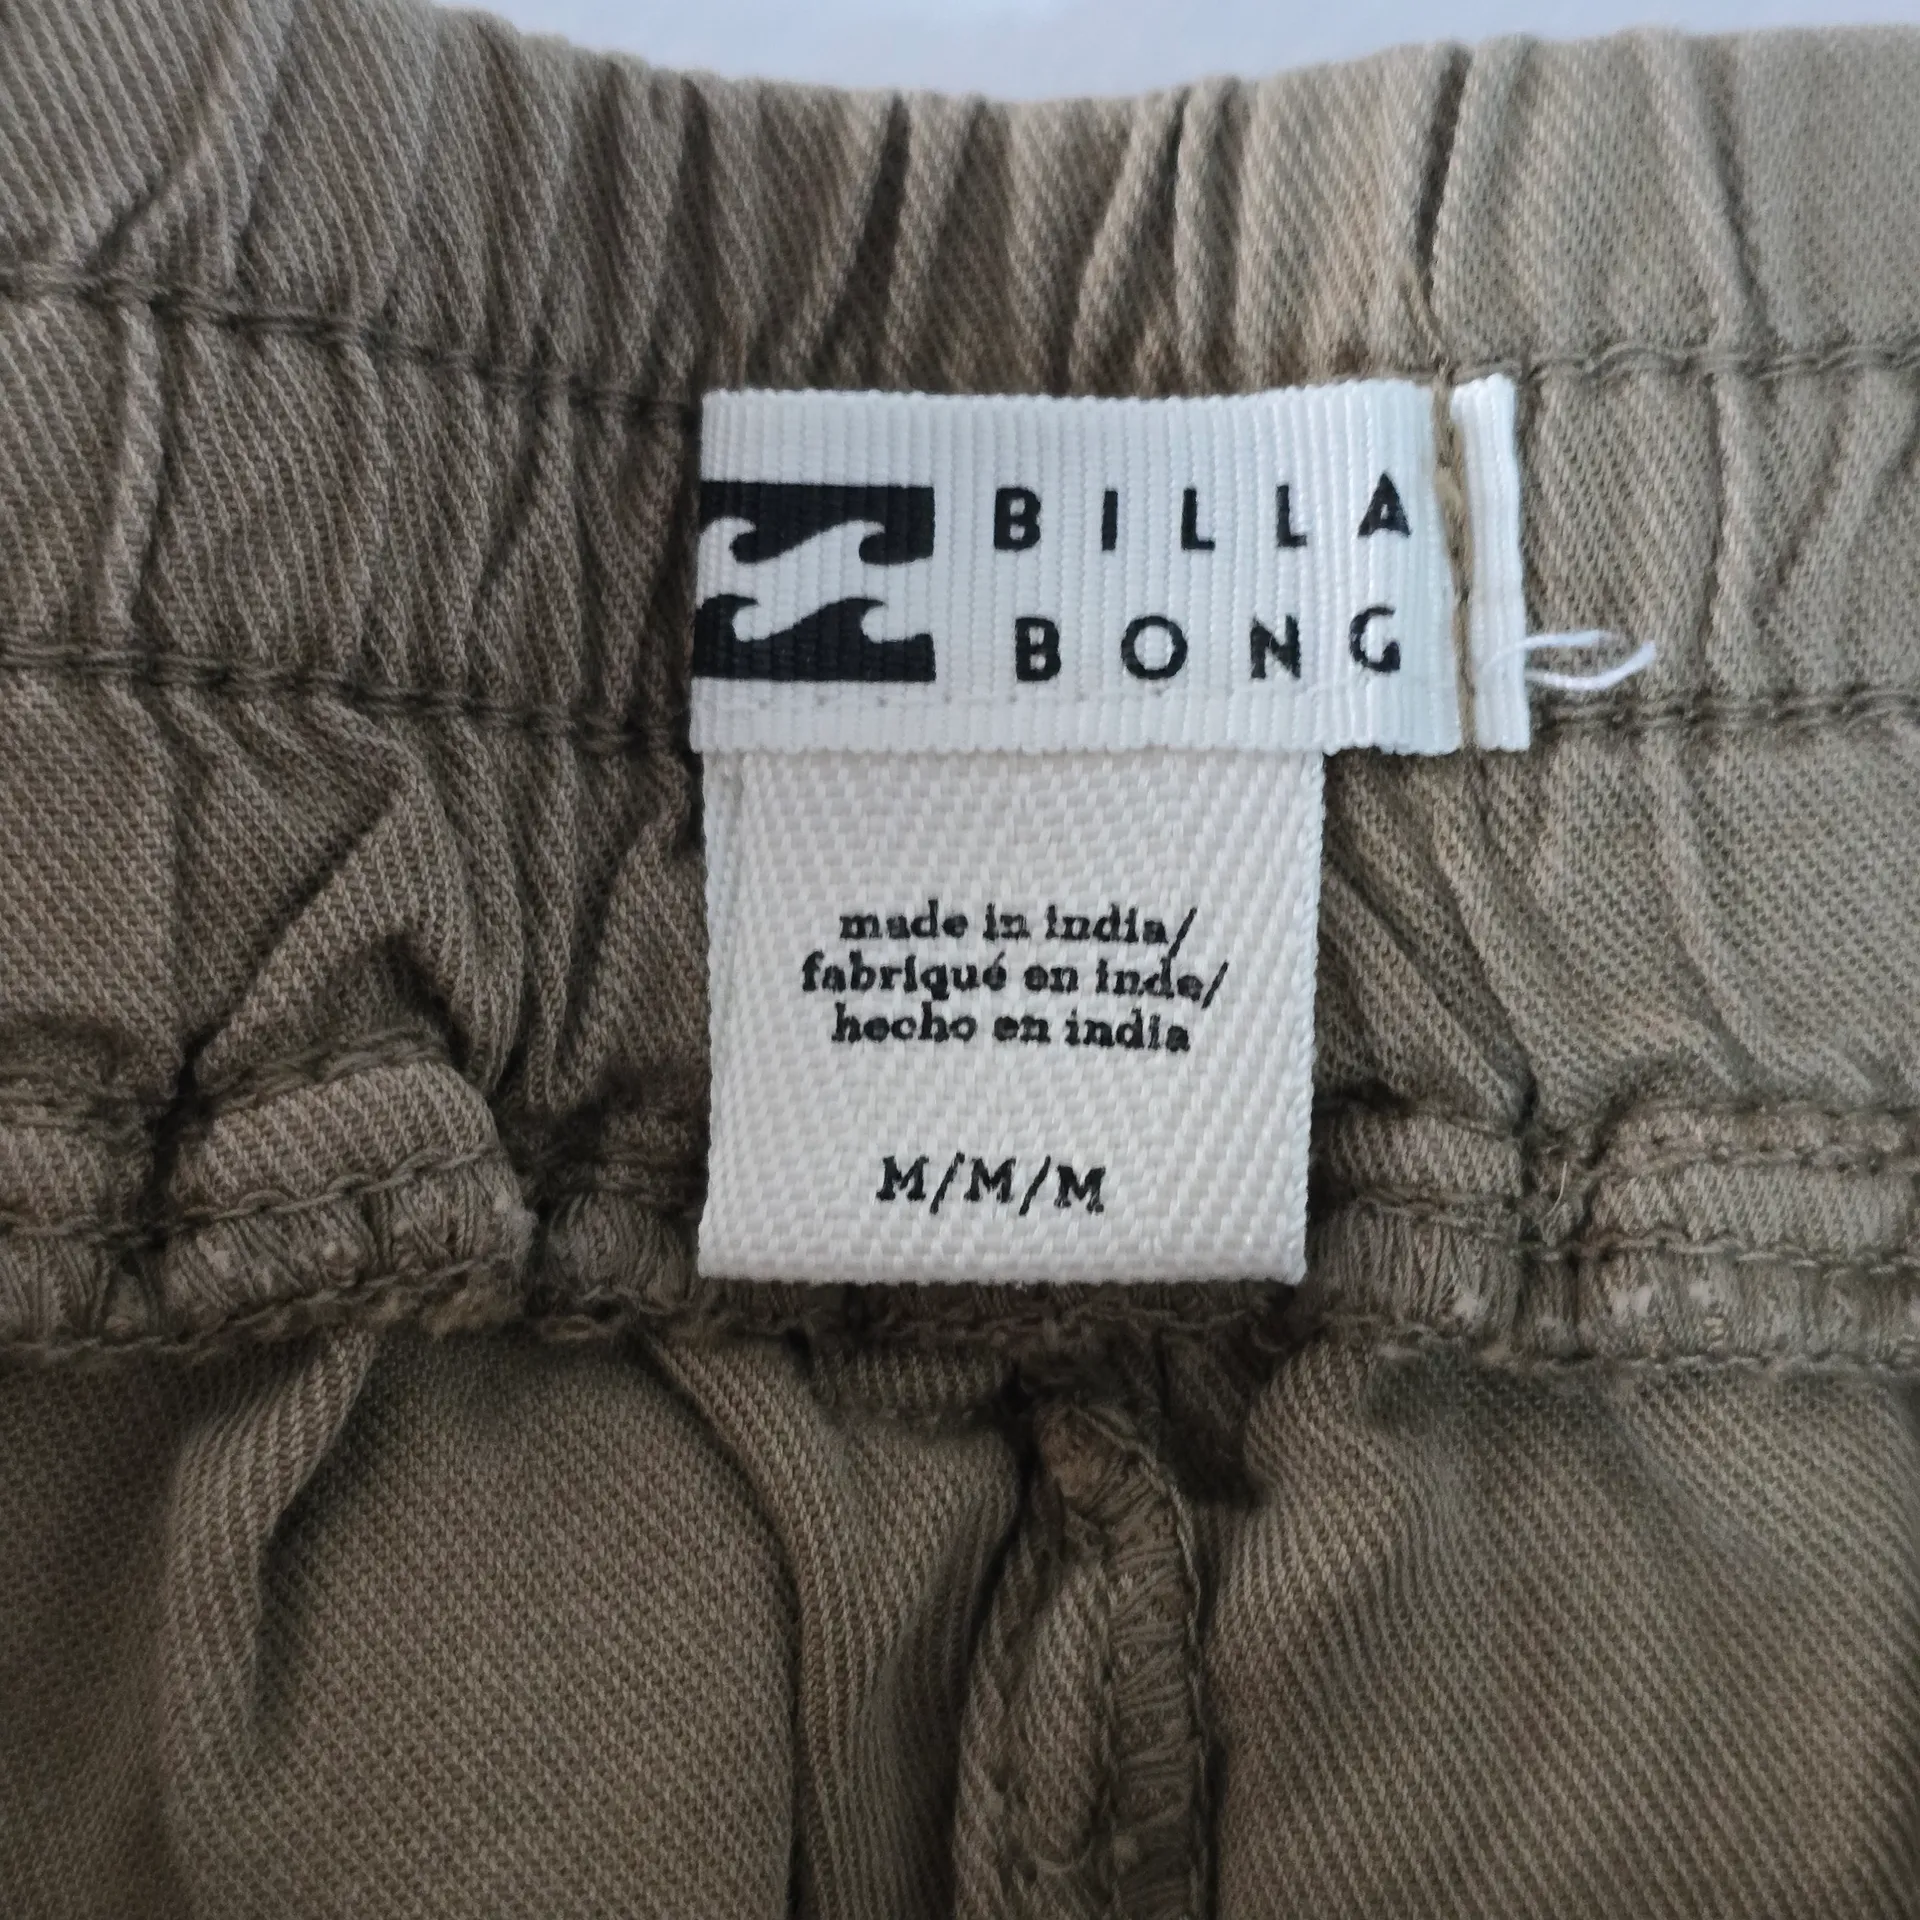 BILLA
BONG
made in india/
fabriqué en inde/
hecho en india
M/M/M